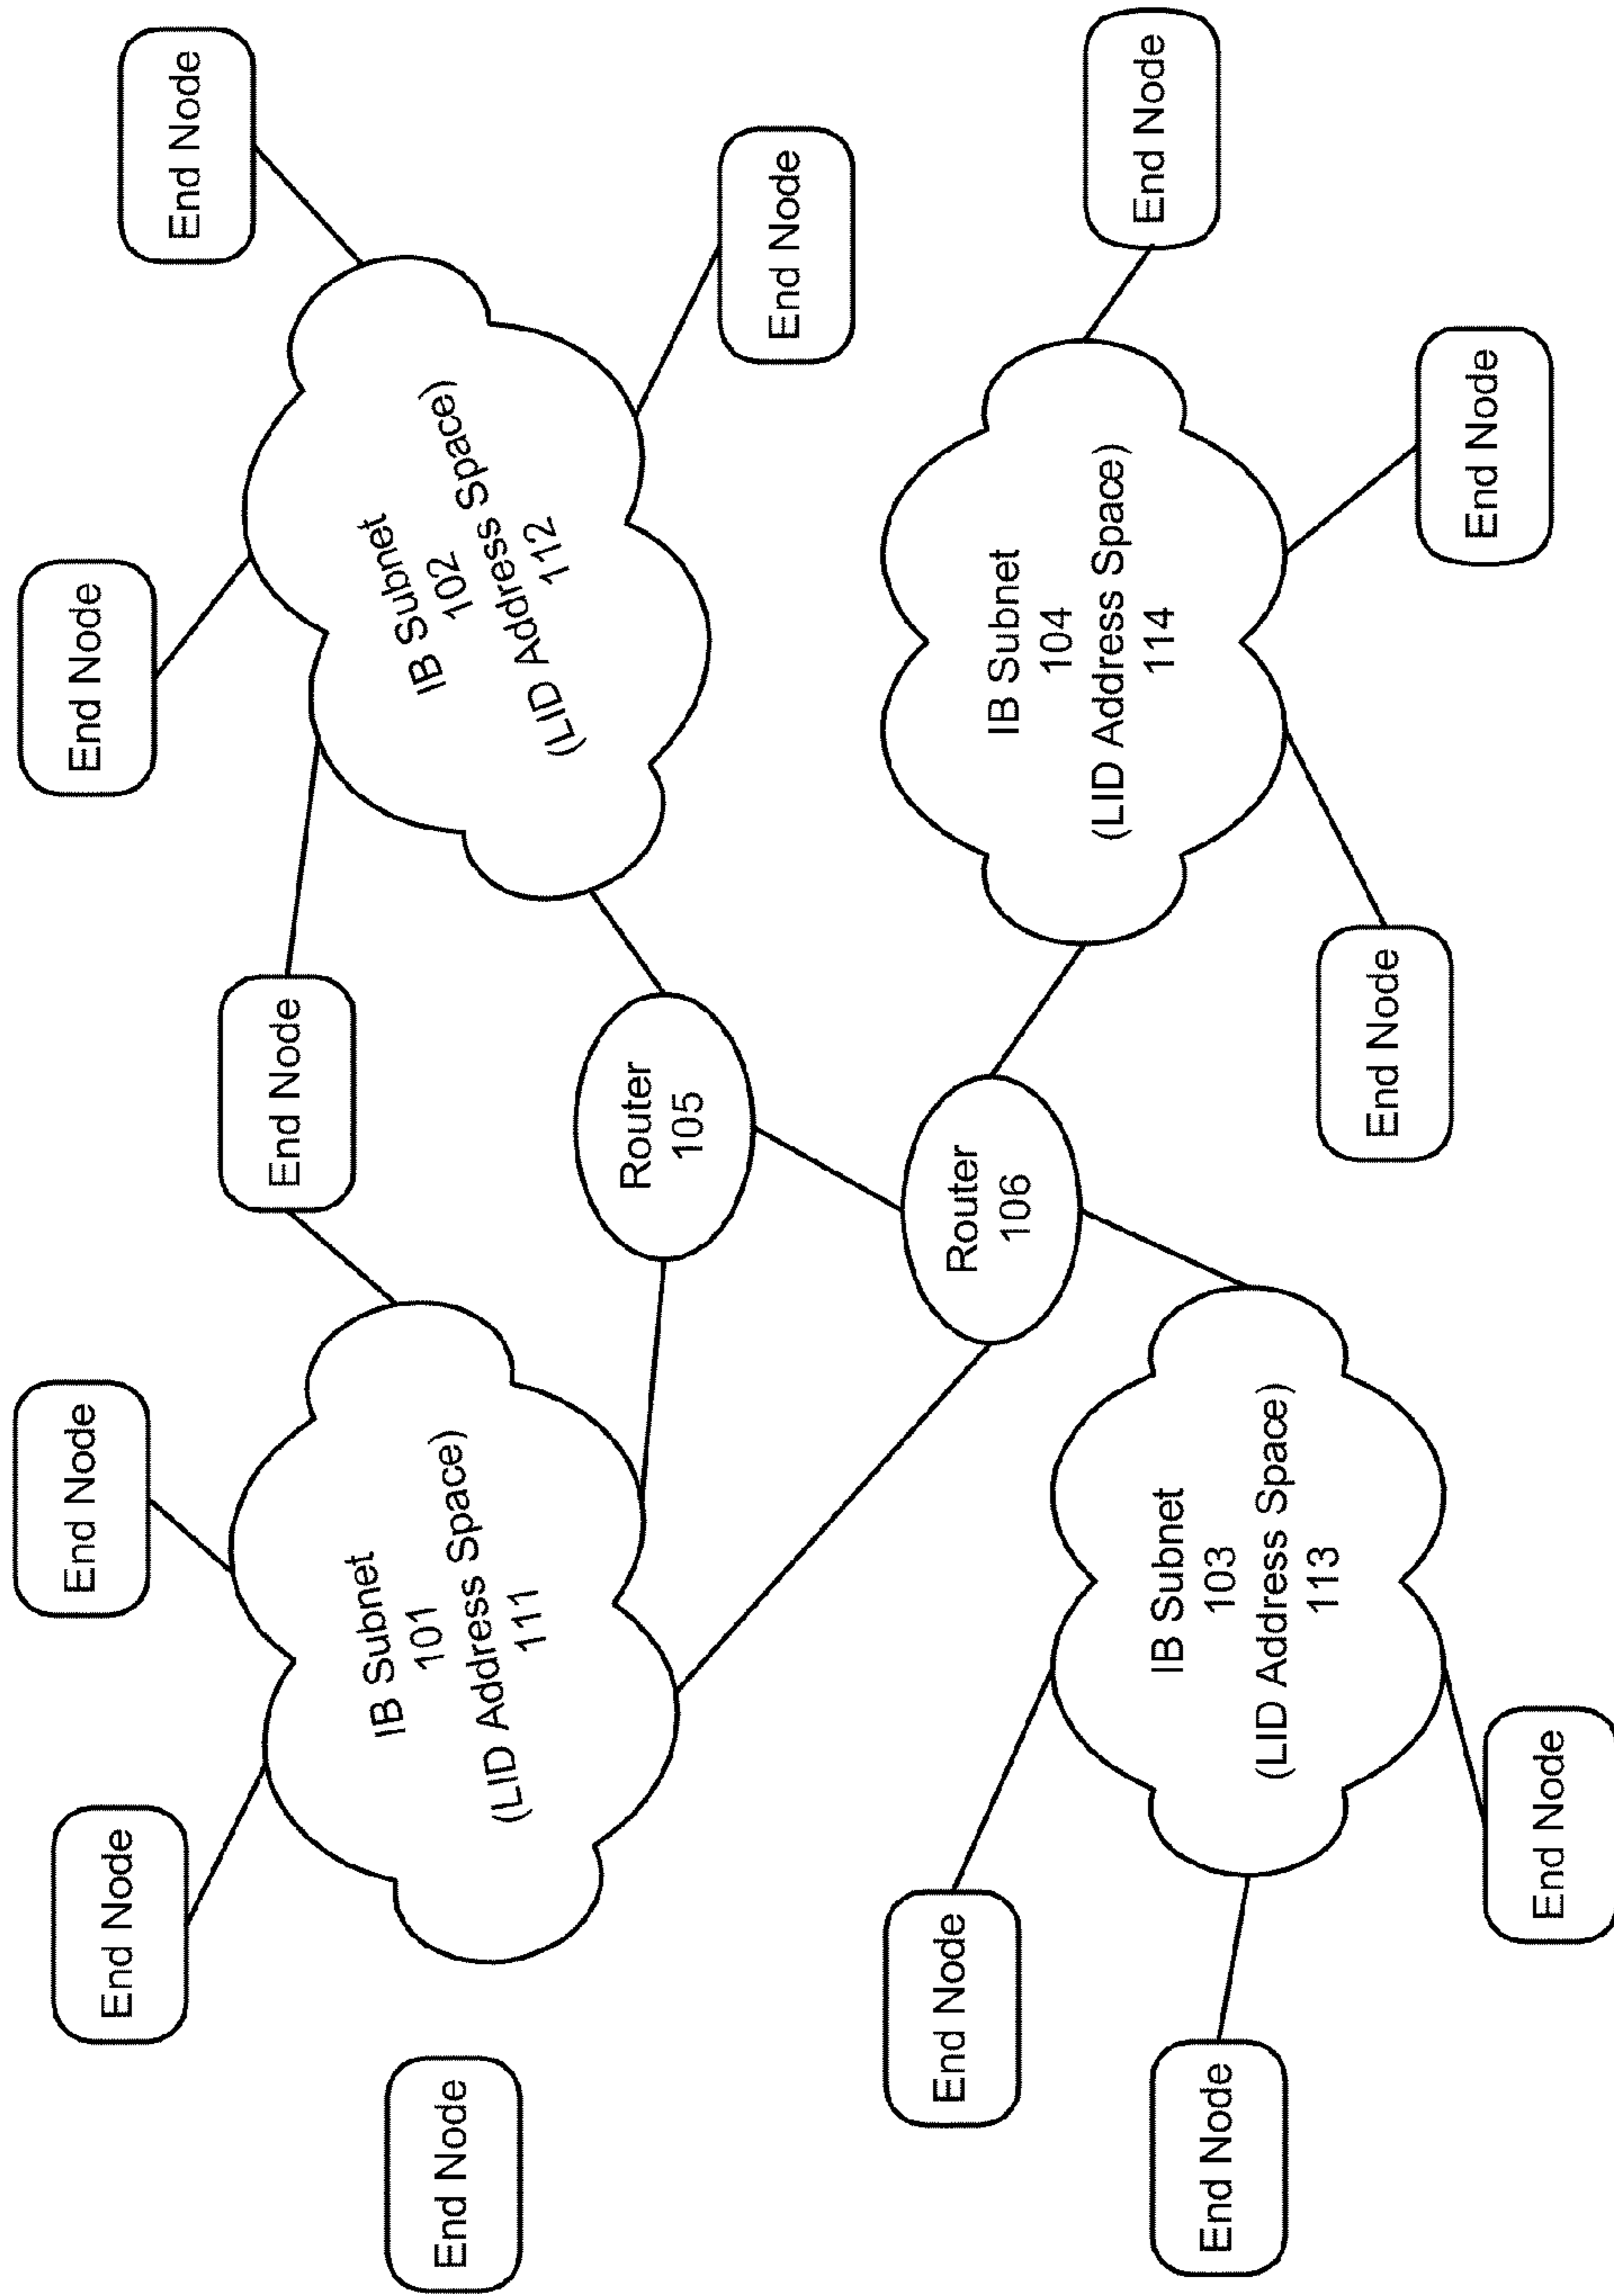 End Node
End Node
End Node
End Node
End Node
IB Subnet
101
(LID Address Space)
111
IB Subnet
102
(LID Address Space)
112
End Node
Router
105
End Node
End Node
Router
106
IB Subnet
104
(LID Address Space)
114
End Node
IB Subnet
103
(LID Address Space)
113
End Node
End Node
End Node
End Node